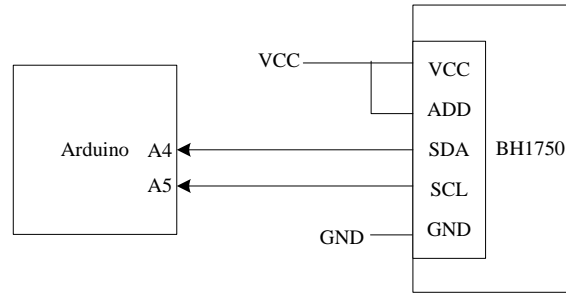 VCC
VCC
ADD
Arduino
A4
SDA
BH1750
A5
SCL
GND
GND